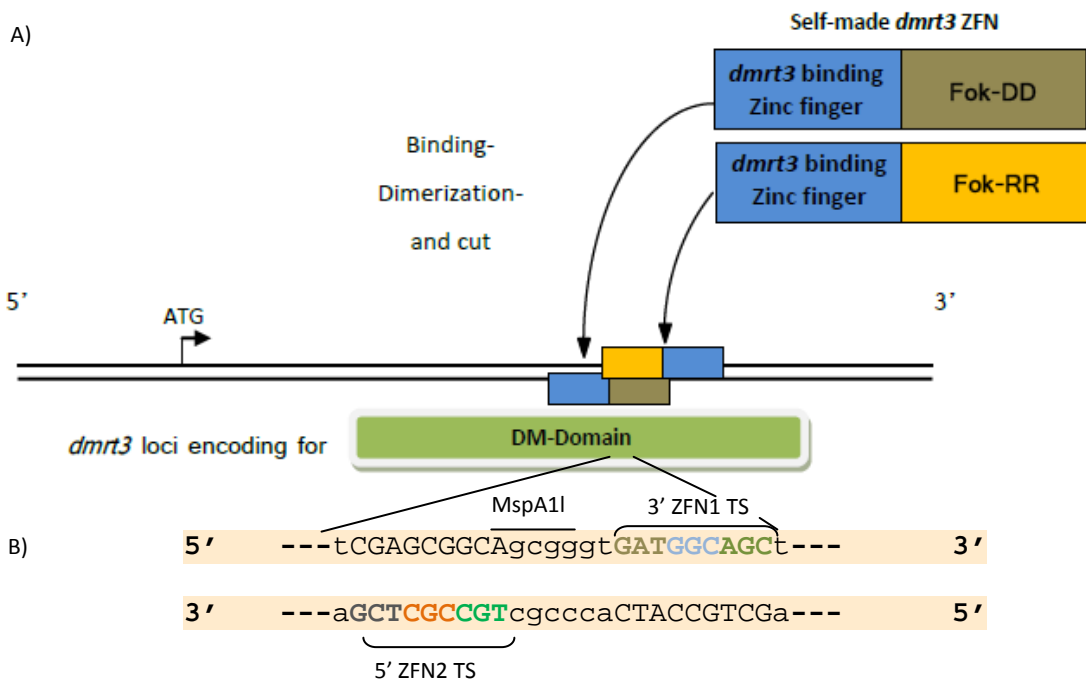 A)
Self-made dmrt3 ZFN
dmrt3 binding
Zinc finger
Fok-DD
dmrt3 binding
Zinc finger
Fok-RR
Binding-
Dimerization-
and cut
5’
3’
ATG
dmrt3 loci encoding for
DM-Domain
MspA1I
3’ ZFN1 TS
B)
5’ ---tCGAGCGGCAgcgggtGATGGCAGCt--- 3’
3’ ---aGCTCGCCGTcgcccaCTACCGTCGa--- 5’
5’ ZFN2 TS